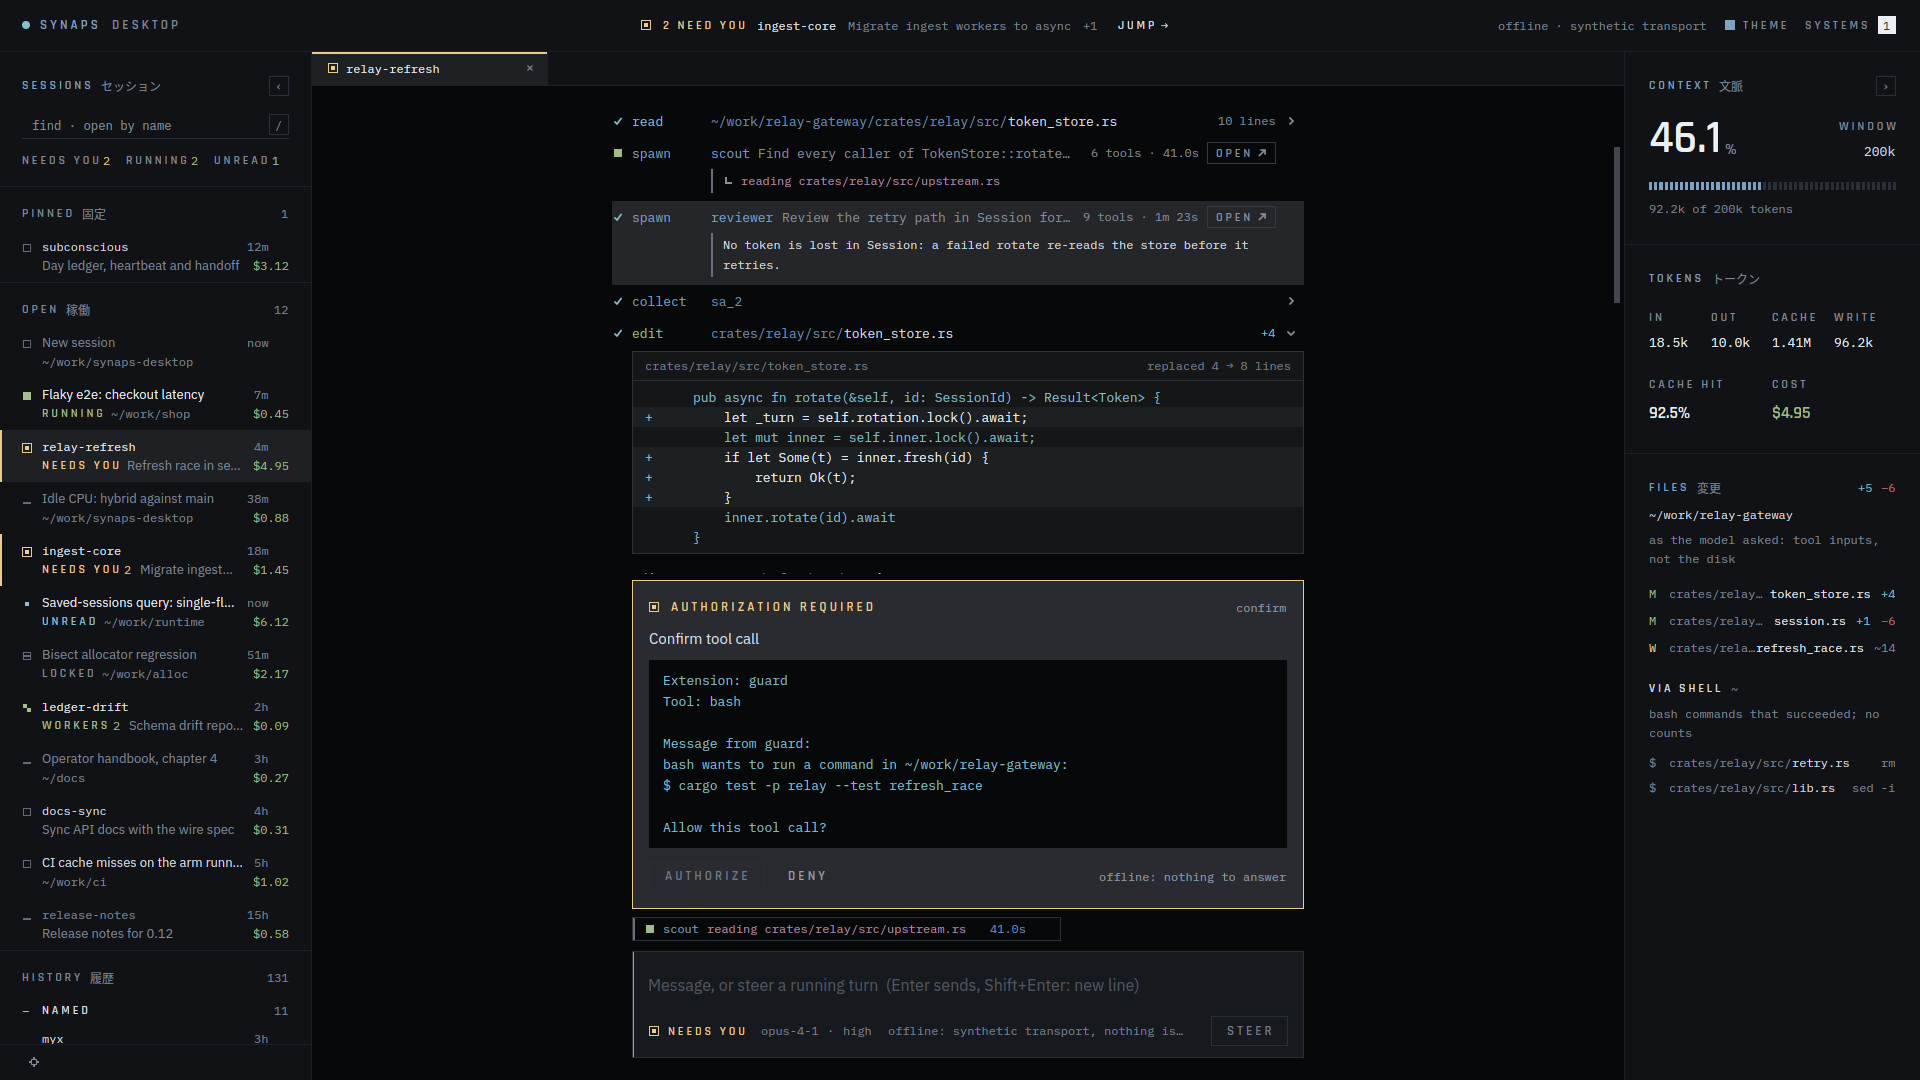 SYNAPS DESKTOP
2 NEED YOU ingest-core Migrate ingest workers to async +1 JUMP →
offline · synthetic transport THEME SYSTEMS 1
SESSIONS セッション ‹
find · open by name /
NEEDS YOU 2 RUNNING 2 UNREAD 1
PINNED 固定 1
subconscious 12m
Day ledger, heartbeat and handoff $3.12
OPEN 稼働 12
New session now
~/work/synaps-desktop
Flaky e2e: checkout latency 7m
RUNNING ~/work/shop $0.45
relay-refresh 4m
NEEDS YOU Refresh race in se… $4.95
Idle CPU: hybrid against main 38m
~/work/synaps-desktop $0.88
ingest-core 18m
NEEDS YOU 2 Migrate ingest… $1.45
Saved-sessions query: single-fl… now
UNREAD ~/work/runtime $6.12
Bisect allocator regression 51m
LOCKED ~/work/alloc $2.17
ledger-drift 2h
WORKERS 2 Schema drift repo… $0.09
Operator handbook, chapter 4 3h
~/docs $0.27
docs-sync 4h
Sync API docs with the wire spec $0.31
CI cache misses on the arm runn… 5h
~/work/ci $1.02
release-notes 15h
Release notes for 0.12 $0.58
HISTORY 履歴 131
– NAMED 11
myx 3h
relay-refresh ×
read ~/work/relay-gateway/crates/relay/src/token_store.rs 10 lines ›
spawn scout Find every caller of TokenStore::rotate… 6 tools · 41.0s OPEN ↗
reading crates/relay/src/upstream.rs
spawn reviewer Review the retry path in Session for… 9 tools · 1m 23s OPEN ↗
No token is lost in Session: a failed rotate re-reads the store before it
retries.
collect sa_2 ›
edit crates/relay/src/token_store.rs +4
crates/relay/src/token_store.rs replaced 4 → 8 lines
pub async fn rotate(&self, id: SessionId) -> Result<Token> {
+ let _turn = self.rotation.lock().await;
let mut inner = self.inner.lock().await;
+ if let Some(t) = inner.fresh(id) {
+ return Ok(t);
+ }
inner.rotate(id).await
}
AUTHORIZATION REQUIRED confirm
Confirm tool call
Extension: guard
Tool: bash
Message from guard:
bash wants to run a command in ~/work/relay-gateway:
$ cargo test -p relay --test refresh_race
Allow this tool call?
AUTHORIZE DENY offline: nothing to answer
scout reading crates/relay/src/upstream.rs 41.0s
Message, or steer a running turn (Enter sends, Shift+Enter: new line)
NEEDS YOU opus-4-1 · high offline: synthetic transport, nothing is… STEER
CONTEXT 文脈 ›
46.1% WINDOW
200k
92.2k of 200k tokens
TOKENS トークン
IN OUT CACHE WRITE
18.5k 10.0k 1.41M 96.2k
CACHE HIT COST
92.5% $4.95
FILES 変更 +5 −6
~/work/relay-gateway
as the model asked: tool inputs,
not the disk
M crates/relay… token_store.rs +4
M crates/relay… session.rs +1 −6
W crates/rela…refresh_race.rs ~14
VIA SHELL ~
bash commands that succeeded; no
counts
$ crates/relay/src/retry.rs rm
$ crates/relay/src/lib.rs sed -i